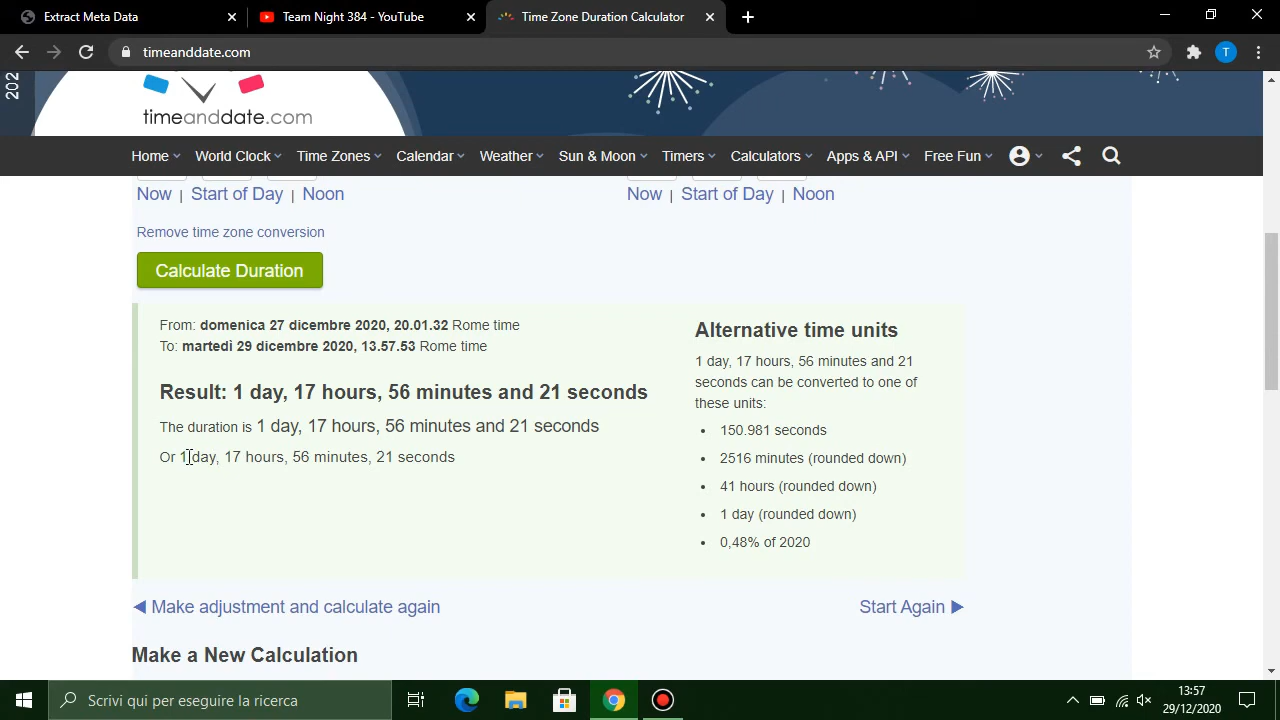 Extract Meta Data
Team Night 384 - YouTube
Time Zone Duration Calculator
timeanddate.com
T
202
timeanddate.com
Home
World Clock
Time Zones
Calendar
Weather
Sun & Moon
Timers
Calculators
Apps & API
Free Fun
Now | Start of Day | Noon
Now | Start of Day | Noon
Remove time zone conversion
Calculate Duration
From: domenica 27 dicembre 2020, 20.01.32 Rome time
To: martedì 29 dicembre 2020, 13.57.53 Rome time
Result: 1 day, 17 hours, 56 minutes and 21 seconds
The duration is 1 day, 17 hours, 56 minutes and 21 seconds
Or 1 day, 17 hours, 56 minutes, 21 seconds
Alternative time units
1 day, 17 hours, 56 minutes and 21
seconds can be converted to one of
these units:
• 150.981 seconds
• 2516 minutes (rounded down)
• 41 hours (rounded down)
• 1 day (rounded down)
• 0,48% of 2020
◀ Make adjustment and calculate again
Start Again ▶
Make a New Calculation
Scrivi qui per eseguire la ricerca
13:57
29/12/2020